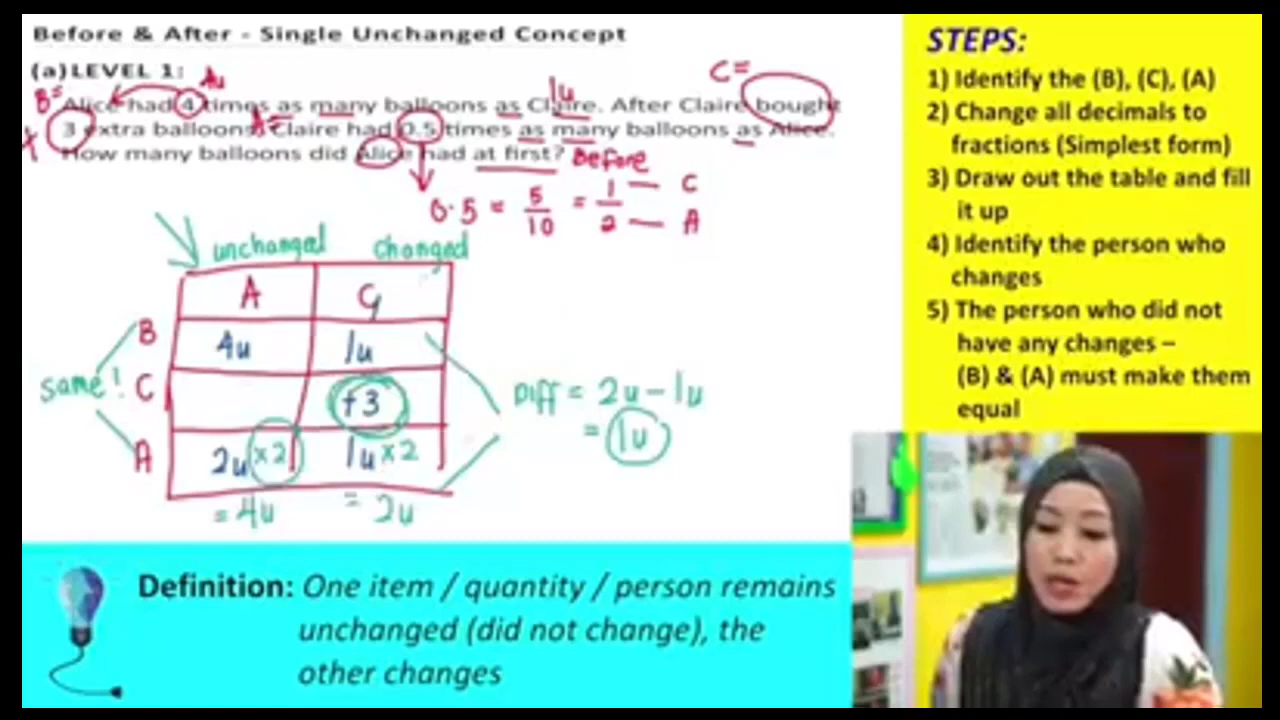 Before & After - Single Unchanged Concept
(a) LEVEL 1:
4u
1u
C=
B=
Alice had 4 times as many balloons as Claire. After Claire bought
3 extra balloons, Claire had 0.5 times as many balloons as Alice.
How many balloons did Alice had at first? Before
0.5 = 5/10 = 1/2 — C
— A
unchanged changed
A C
B 4u 1u
same! C +3
A 2u ×2 1u ×2
= 4u = 2u
Diff = 2u – 1u
= 1u
STEPS:
1) Identify the (B), (C), (A)
2) Change all decimals to
fractions (Simplest form)
3) Draw out the table and fill
it up
4) Identify the person who
changes
5) The person who did not
have any changes –
(B) & (A) must make them
equal
Definition: One item / quantity / person remains
unchanged (did not change), the
other changes